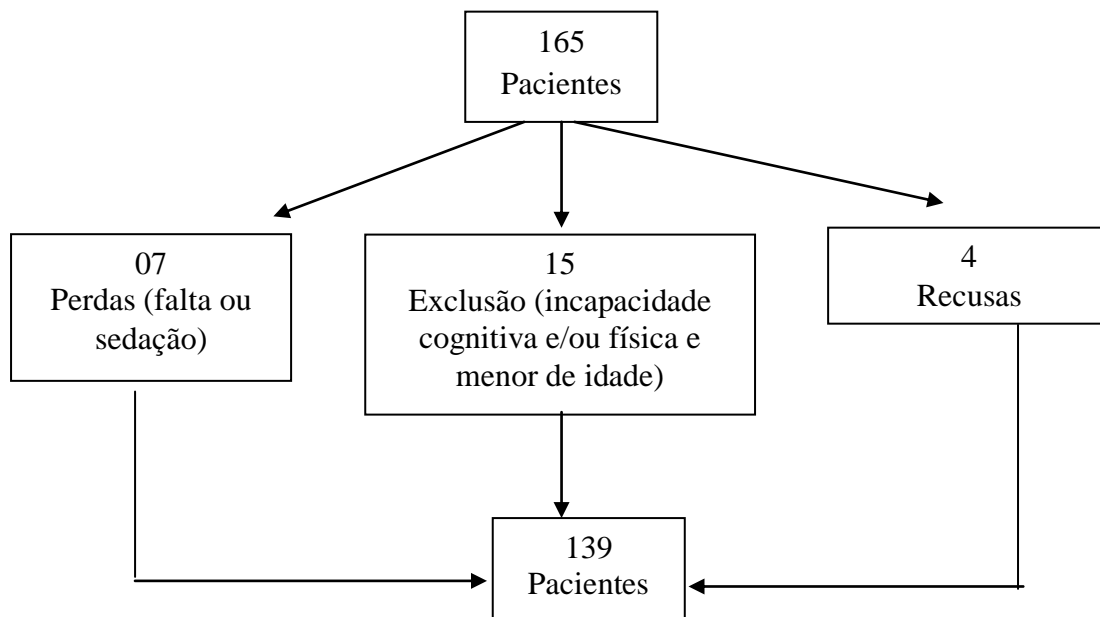 165
Pacientes
07
Perdas (falta ou
sedação)
15
Exclusão (incapacidade
cognitiva e/ou física e
menor de idade)
4
Recusas
139
Pacientes